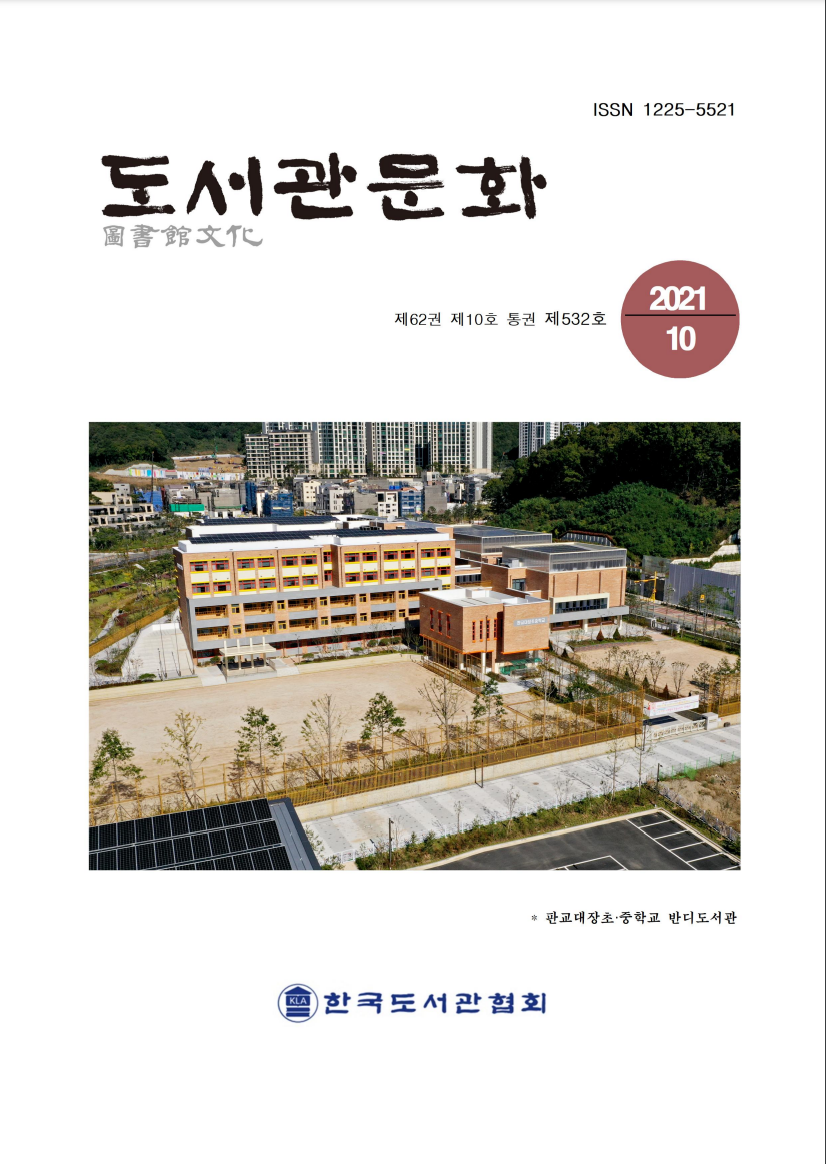 ISSN 1225-5521
도서관문화
圖書館文化
제62권 제10호 통권 제532호
2021
10
* 판교대장초·중학교 반디도서관
KLA 한국도서관협회